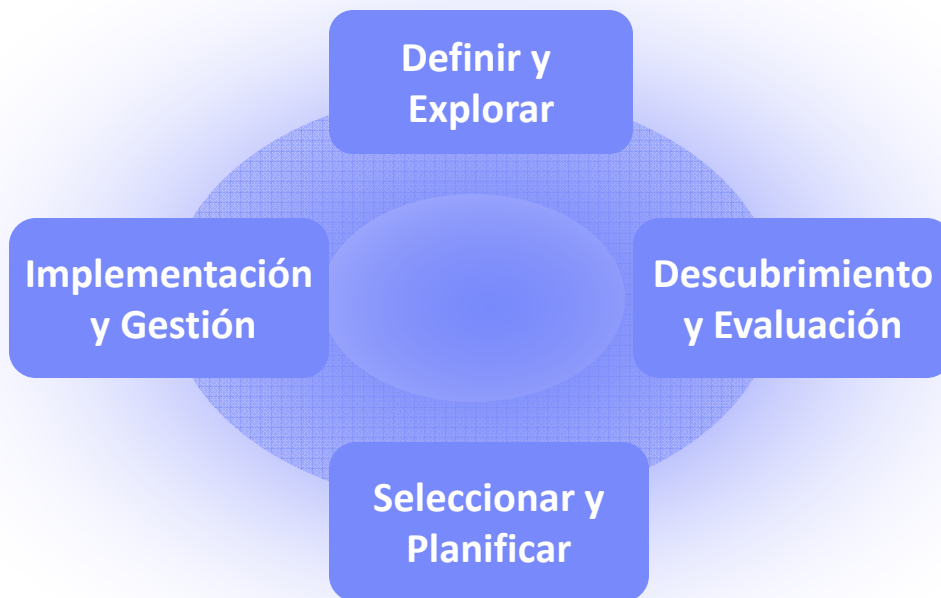 Definir y
Explorar
Implementación
y Gestión
Descubrimiento
y Evaluación
Seleccionar y
Planificar